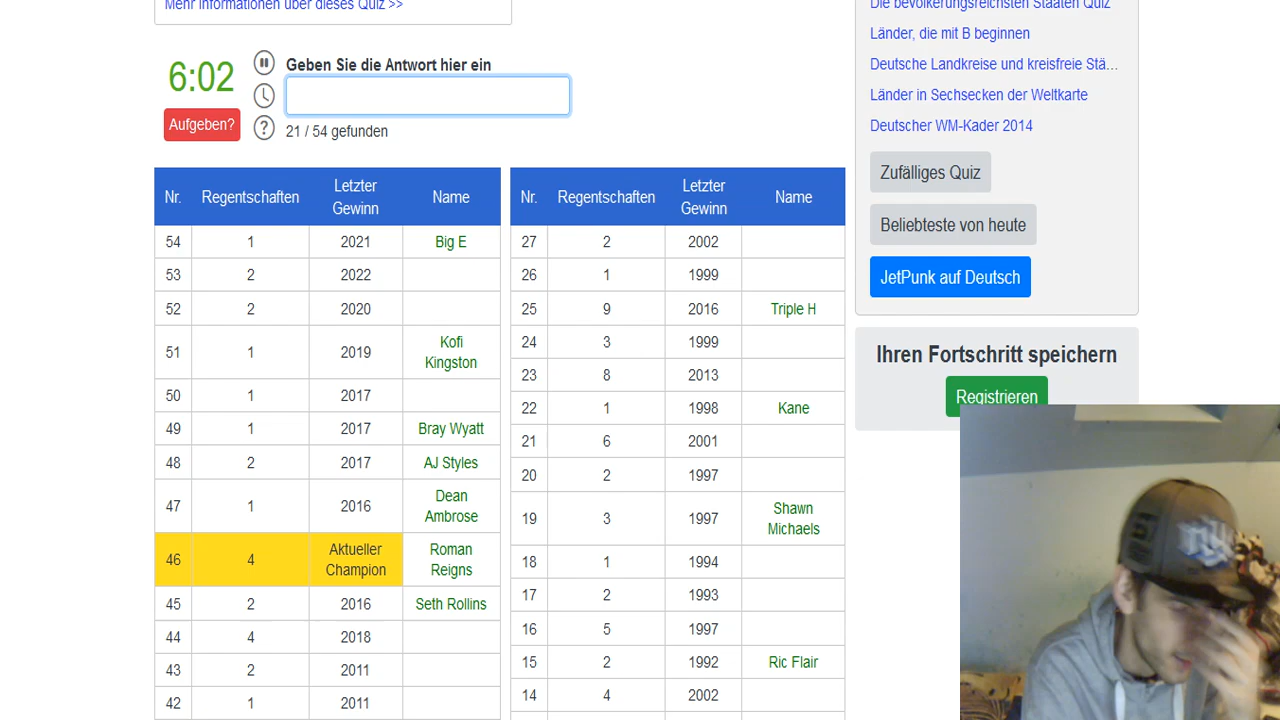 Mehr Informationen über dieses Quiz >>
6:02
Aufgeben?
Geben Sie die Antwort hier ein
?
21 / 54 gefunden
Nr. Regentschaften Letzter Gewinn Name
54 1 2021 Big E
53 2 2022
52 2 2020
51 1 2019 Kofi Kingston
50 1 2017
49 1 2017 Bray Wyatt
48 2 2017 AJ Styles
47 1 2016 Dean Ambrose
46 4 Aktueller Champion Roman Reigns
45 2 2016 Seth Rollins
44 4 2018
43 2 2011
42 1 2011
Nr. Regentschaften Letzter Gewinn Name
27 2 2002
26 1 1999
25 9 2016 Triple H
24 3 1999
23 8 2013
22 1 1998 Kane
21 6 2001
20 2 1997
19 3 1997 Shawn Michaels
18 1 1994
17 2 1993
16 5 1997
15 2 1992 Ric Flair
14 4 2002
Die bevölkerungsreichsten Staaten Quiz
Länder, die mit B beginnen
Deutsche Landkreise und kreisfreie Stä...
Länder in Sechsecken der Weltkarte
Deutscher WM-Kader 2014
Zufälliges Quiz
Beliebteste von heute
JetPunk auf Deutsch
Ihren Fortschritt speichern
Registrieren